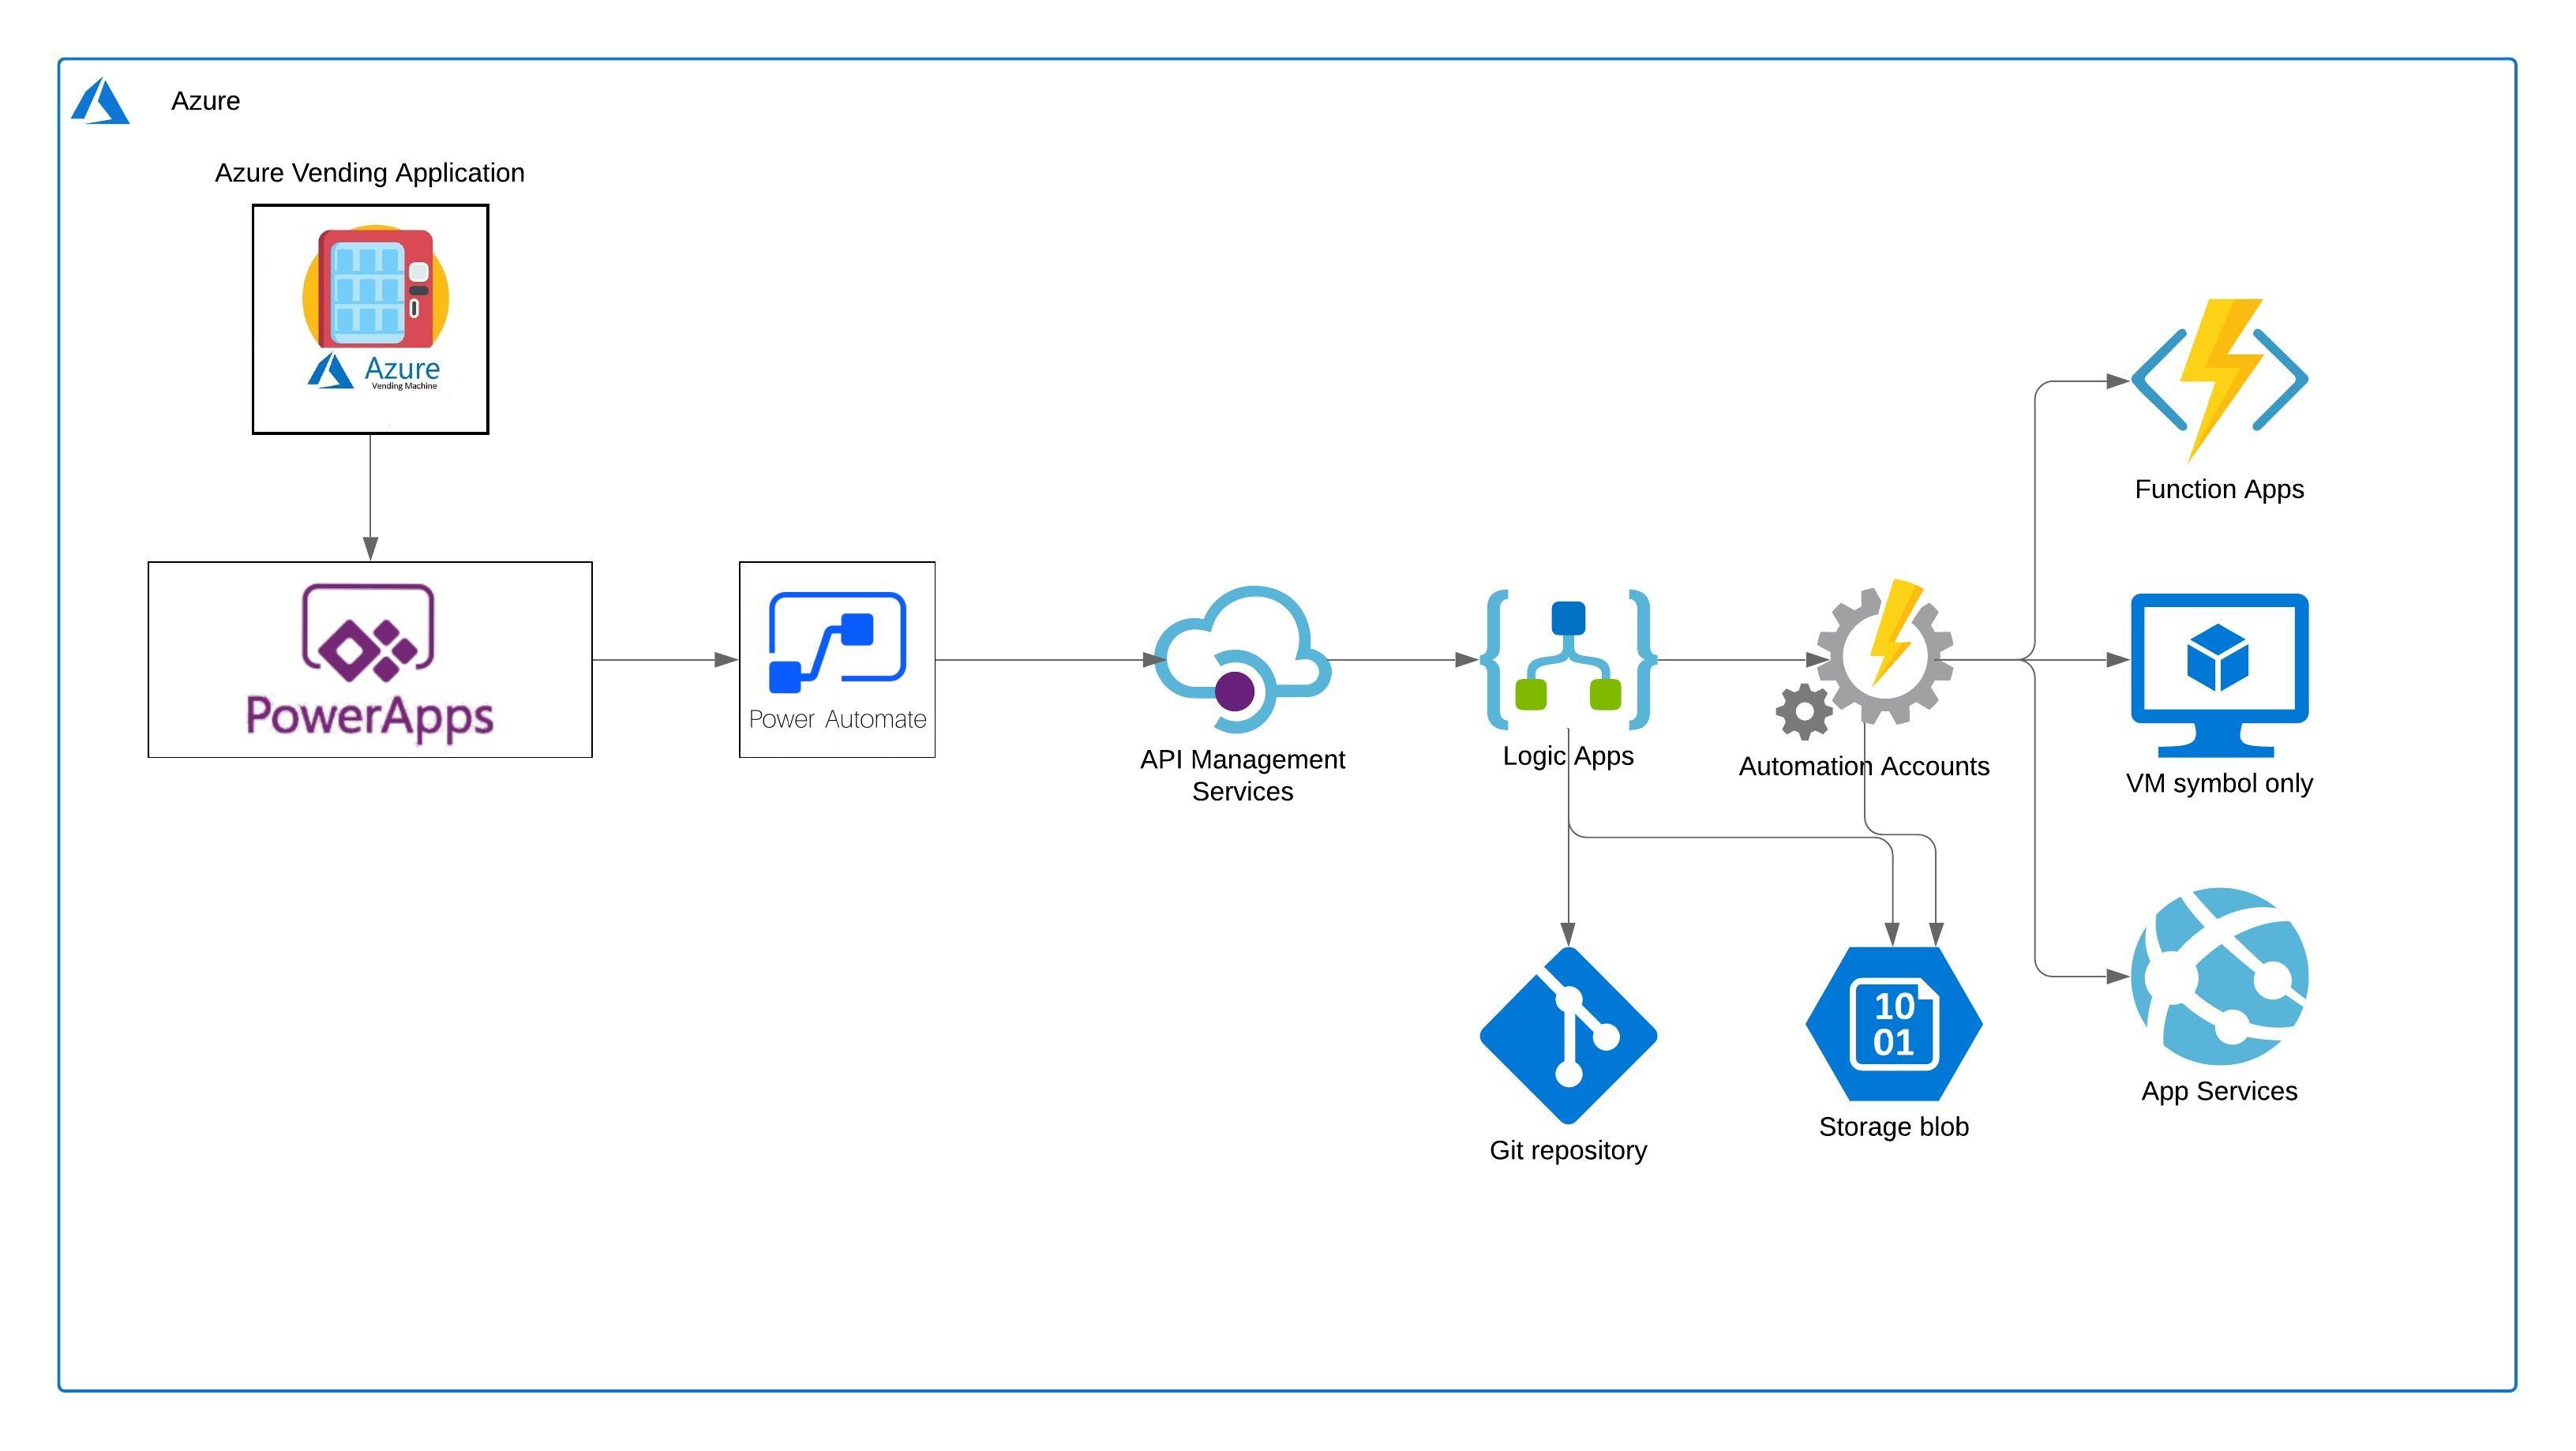 Azure
Azure Vending Application
Azure
Vending Machine
PowerApps
Power Automate
API Management
Services
Logic Apps
Automation Accounts
Function Apps
VM symbol only
App Services
Git repository
10
01
Storage blob